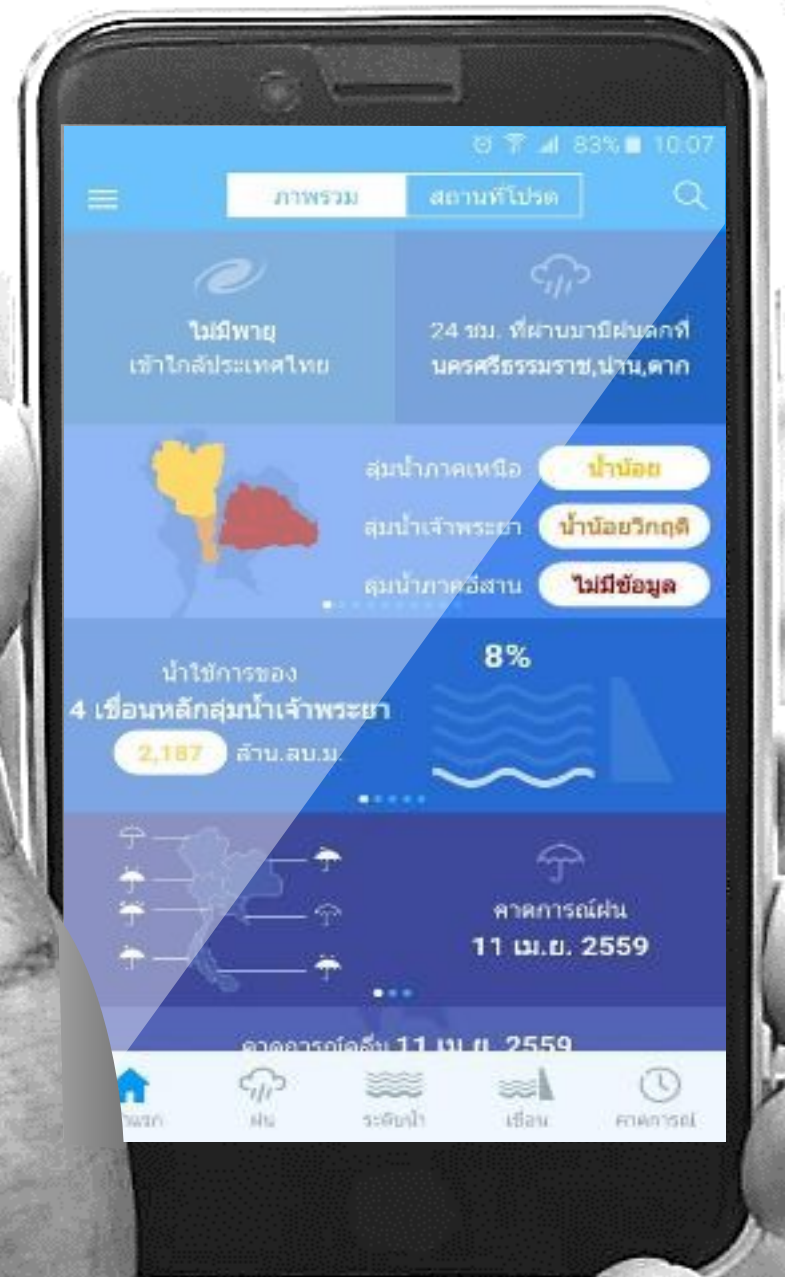 83% 10:07
ภาพรวม สถานที่โปรด
ไม่มีพายุ
เข้าใกล้ประเทศไทย
24 ชม. ที่ผ่านมามีฝนตกที่
นครศรีธรรมราช,น่าน,ตาก
ลุ่มน้ำภาคเหนือ น้ำน้อย
ลุ่มน้ำเจ้าพระยา น้ำน้อยวิกฤติ
ลุ่มน้ำภาคอีสาน ไม่มีข้อมูล
น้ำใช้การของ
4 เขื่อนหลักลุ่มน้ำเจ้าพระยา
2,187 ล้าน.ลบ.ม.
8%
คาดการณ์ฝน
11 เม.ย. 2559
คาดการณ์คลื่น 11 เม.ย. 2559
ฝน ระดับน้ำ เขื่อน คาดการณ์